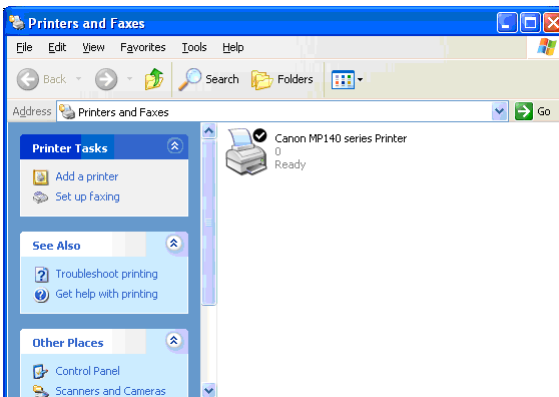 Printers and Faxes
File Edit View Favorites Tools Help
Back Search Folders
Address Printers and Faxes Go
Printer Tasks
Add a printer
Set up faxing
See Also
Troubleshoot printing
Get help with printing
Other Places
Control Panel
Scanners and Cameras
Canon MP140 series Printer
0
Ready